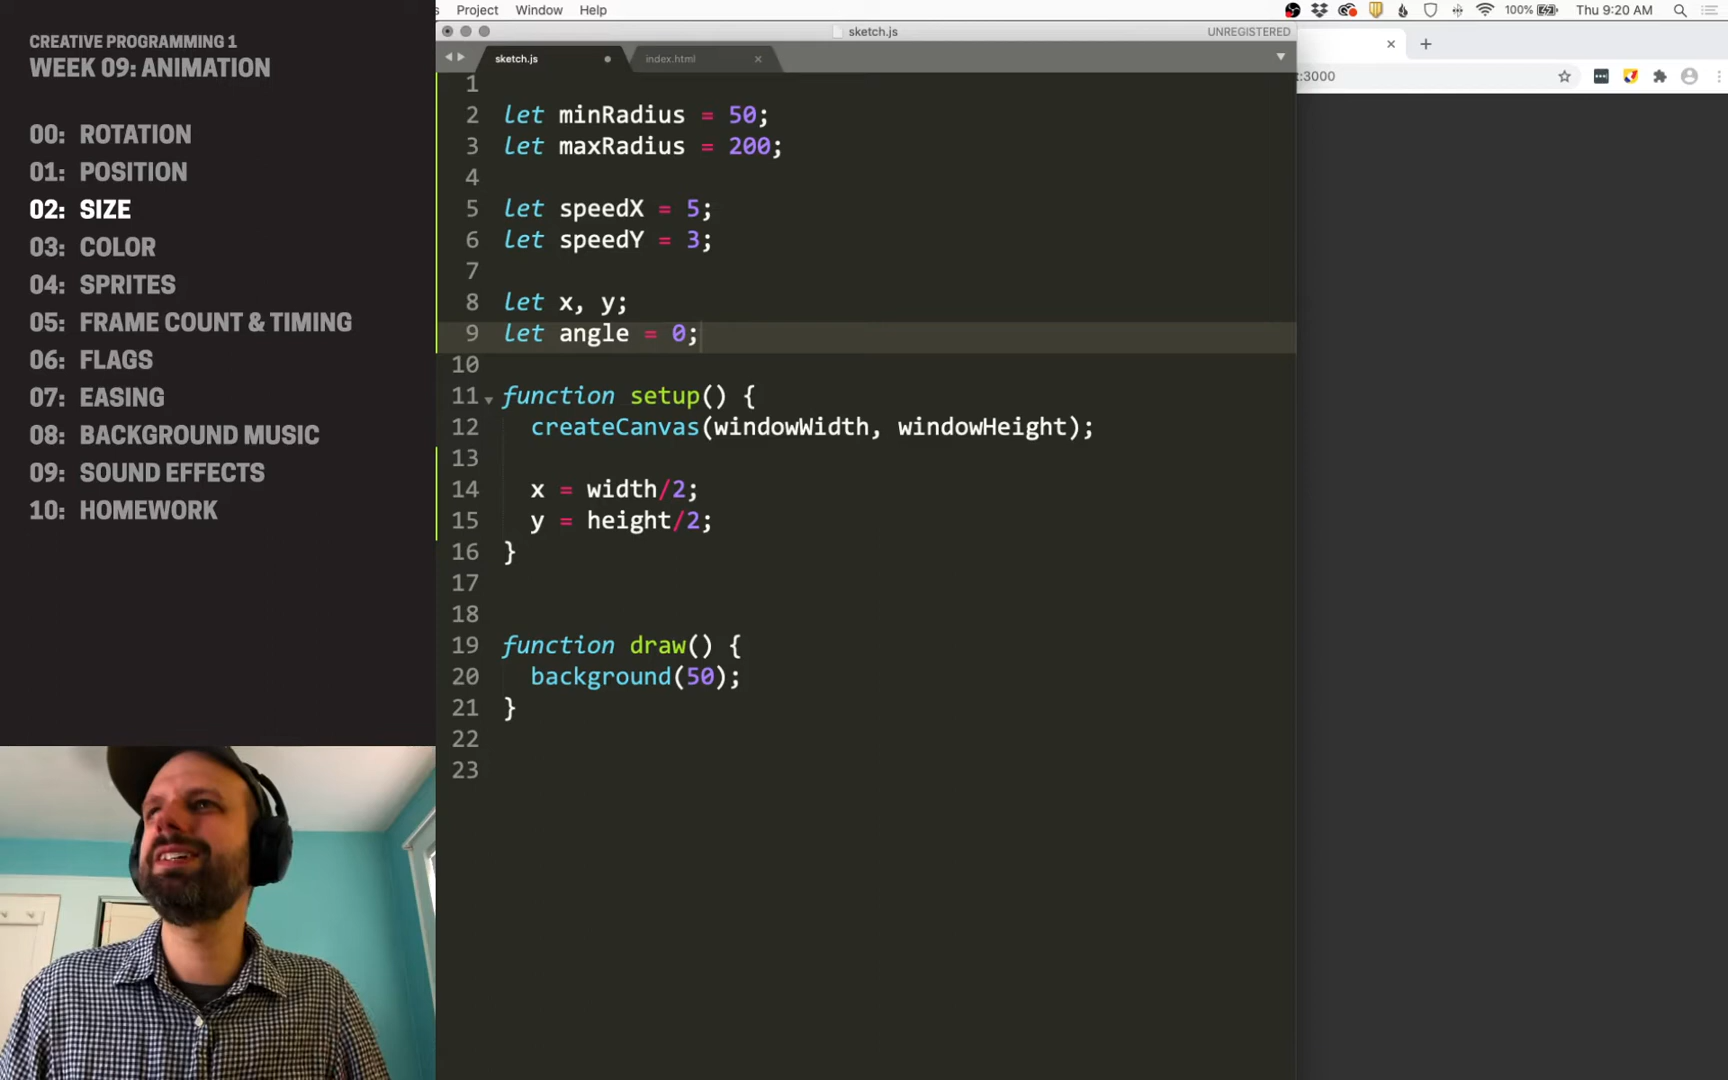 Project Window Help
100% Thu 9:20 AM
CREATIVE PROGRAMMING 1
WEEK 09: ANIMATION
00: ROTATION
01: POSITION
02: SIZE
03: COLOR
04: SPRITES
05: FRAME COUNT & TIMING
06: FLAGS
07: EASING
08: BACKGROUND MUSIC
09: SOUND EFFECTS
10: HOMEWORK
sketch.js UNREGISTERED
sketch.js index.html
:3000
1
2 let minRadius = 50;
3 let maxRadius = 200;
4
5 let speedX = 5;
6 let speedY = 3;
7
8 let x, y;
9 let angle = 0;
10
11 function setup() {
12 createCanvas(windowWidth, windowHeight);
13
14 x = width/2;
15 y = height/2;
16 }
17
18
19 function draw() {
20 background(50);
21 }
22
23